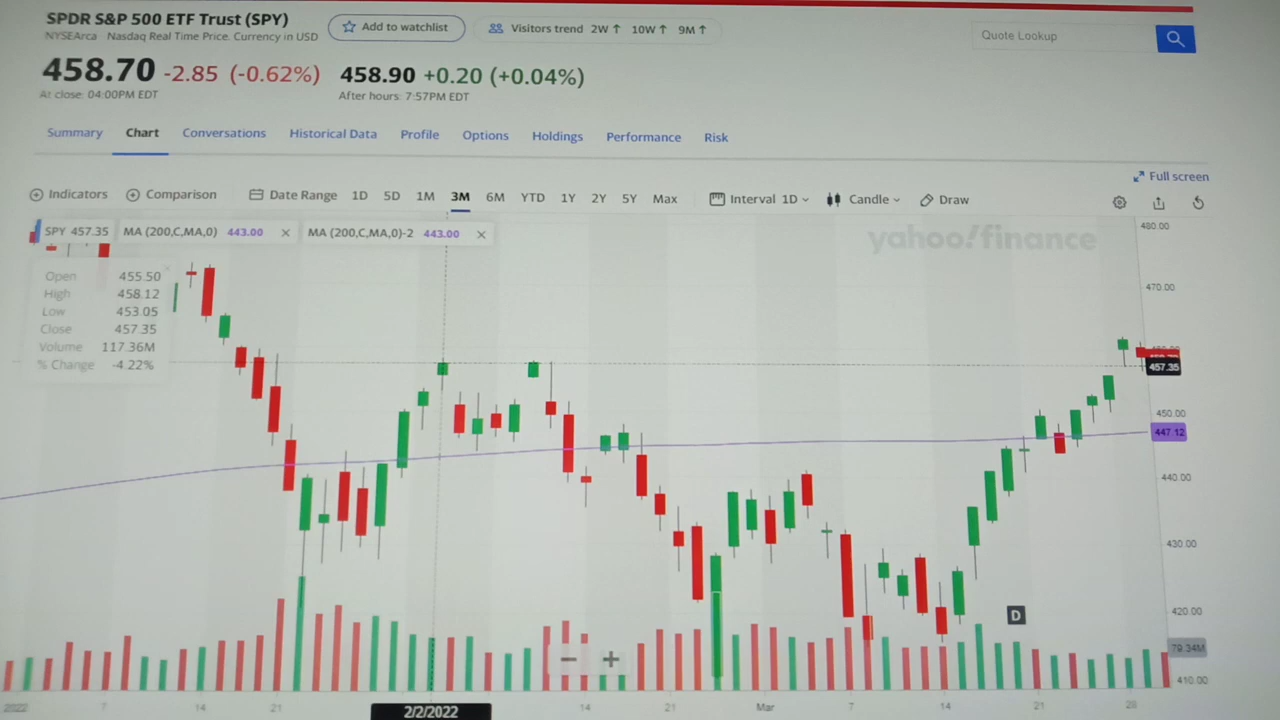 SPDR S&P 500 ETF Trust (SPY)
Add to watchlist
Visitors trend 2W ↑ 10W ↑ 9M ↑
Quote Lookup
NYSEArca - Nasdaq Real Time Price. Currency in USD
458.70 -2.85 (-0.62%) 458.90 +0.20 (+0.04%)
At close: 04:00PM EDT After hours: 7:57PM EDT
Summary Chart Conversations Historical Data Profile Options Holdings Performance Risk
Full screen
Indicators Comparison Date Range 1D 5D 1M 3M 6M YTD 1Y 2Y 5Y Max Interval 1D Candle Draw
SPY 457.35 MA (200,C,MA,0) 443.00 MA (200,C,MA,0)-2 443.00
yahoo!finance
Open 455.50
High 458.12
Low 453.05
Close 457.35
Volume 117.36M
% Change -4.22%
480.00
470.00
457.35
450.00
447.12
440.00
430.00
420.00
D
79.34M
410.00
2022 7 14 21 2/2/2022 14 21 Mar 7 14 21 28